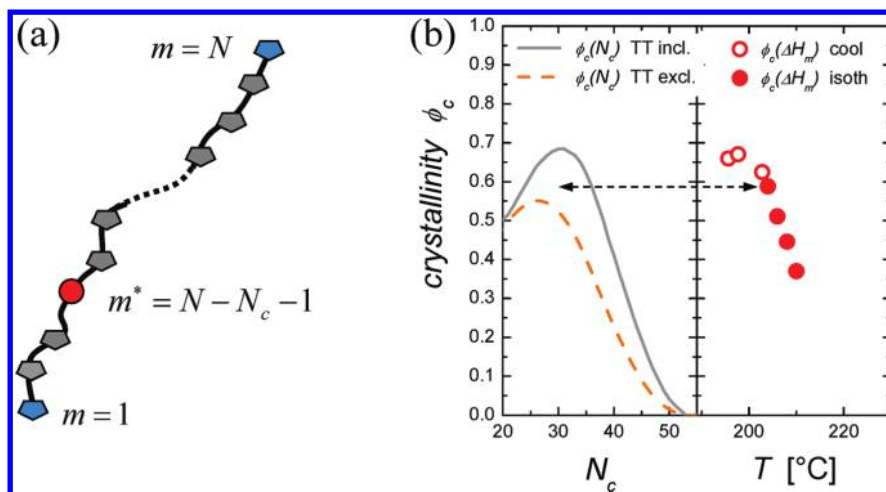 (a)
m = N
m* = N − N_c −1
m = 1
(b)
ϕ_c(N_c) TT incl.
ϕ_c(N_c) TT excl.
ϕ_c(ΔH_m) cool
ϕ_c(ΔH_m) isoth
crystallinity ϕ_c
1.0
0.9
0.8
0.7
0.6
0.5
0.4
0.3
0.2
0.1
0.0
20 30 40 50 200 220
N_c T [°C]